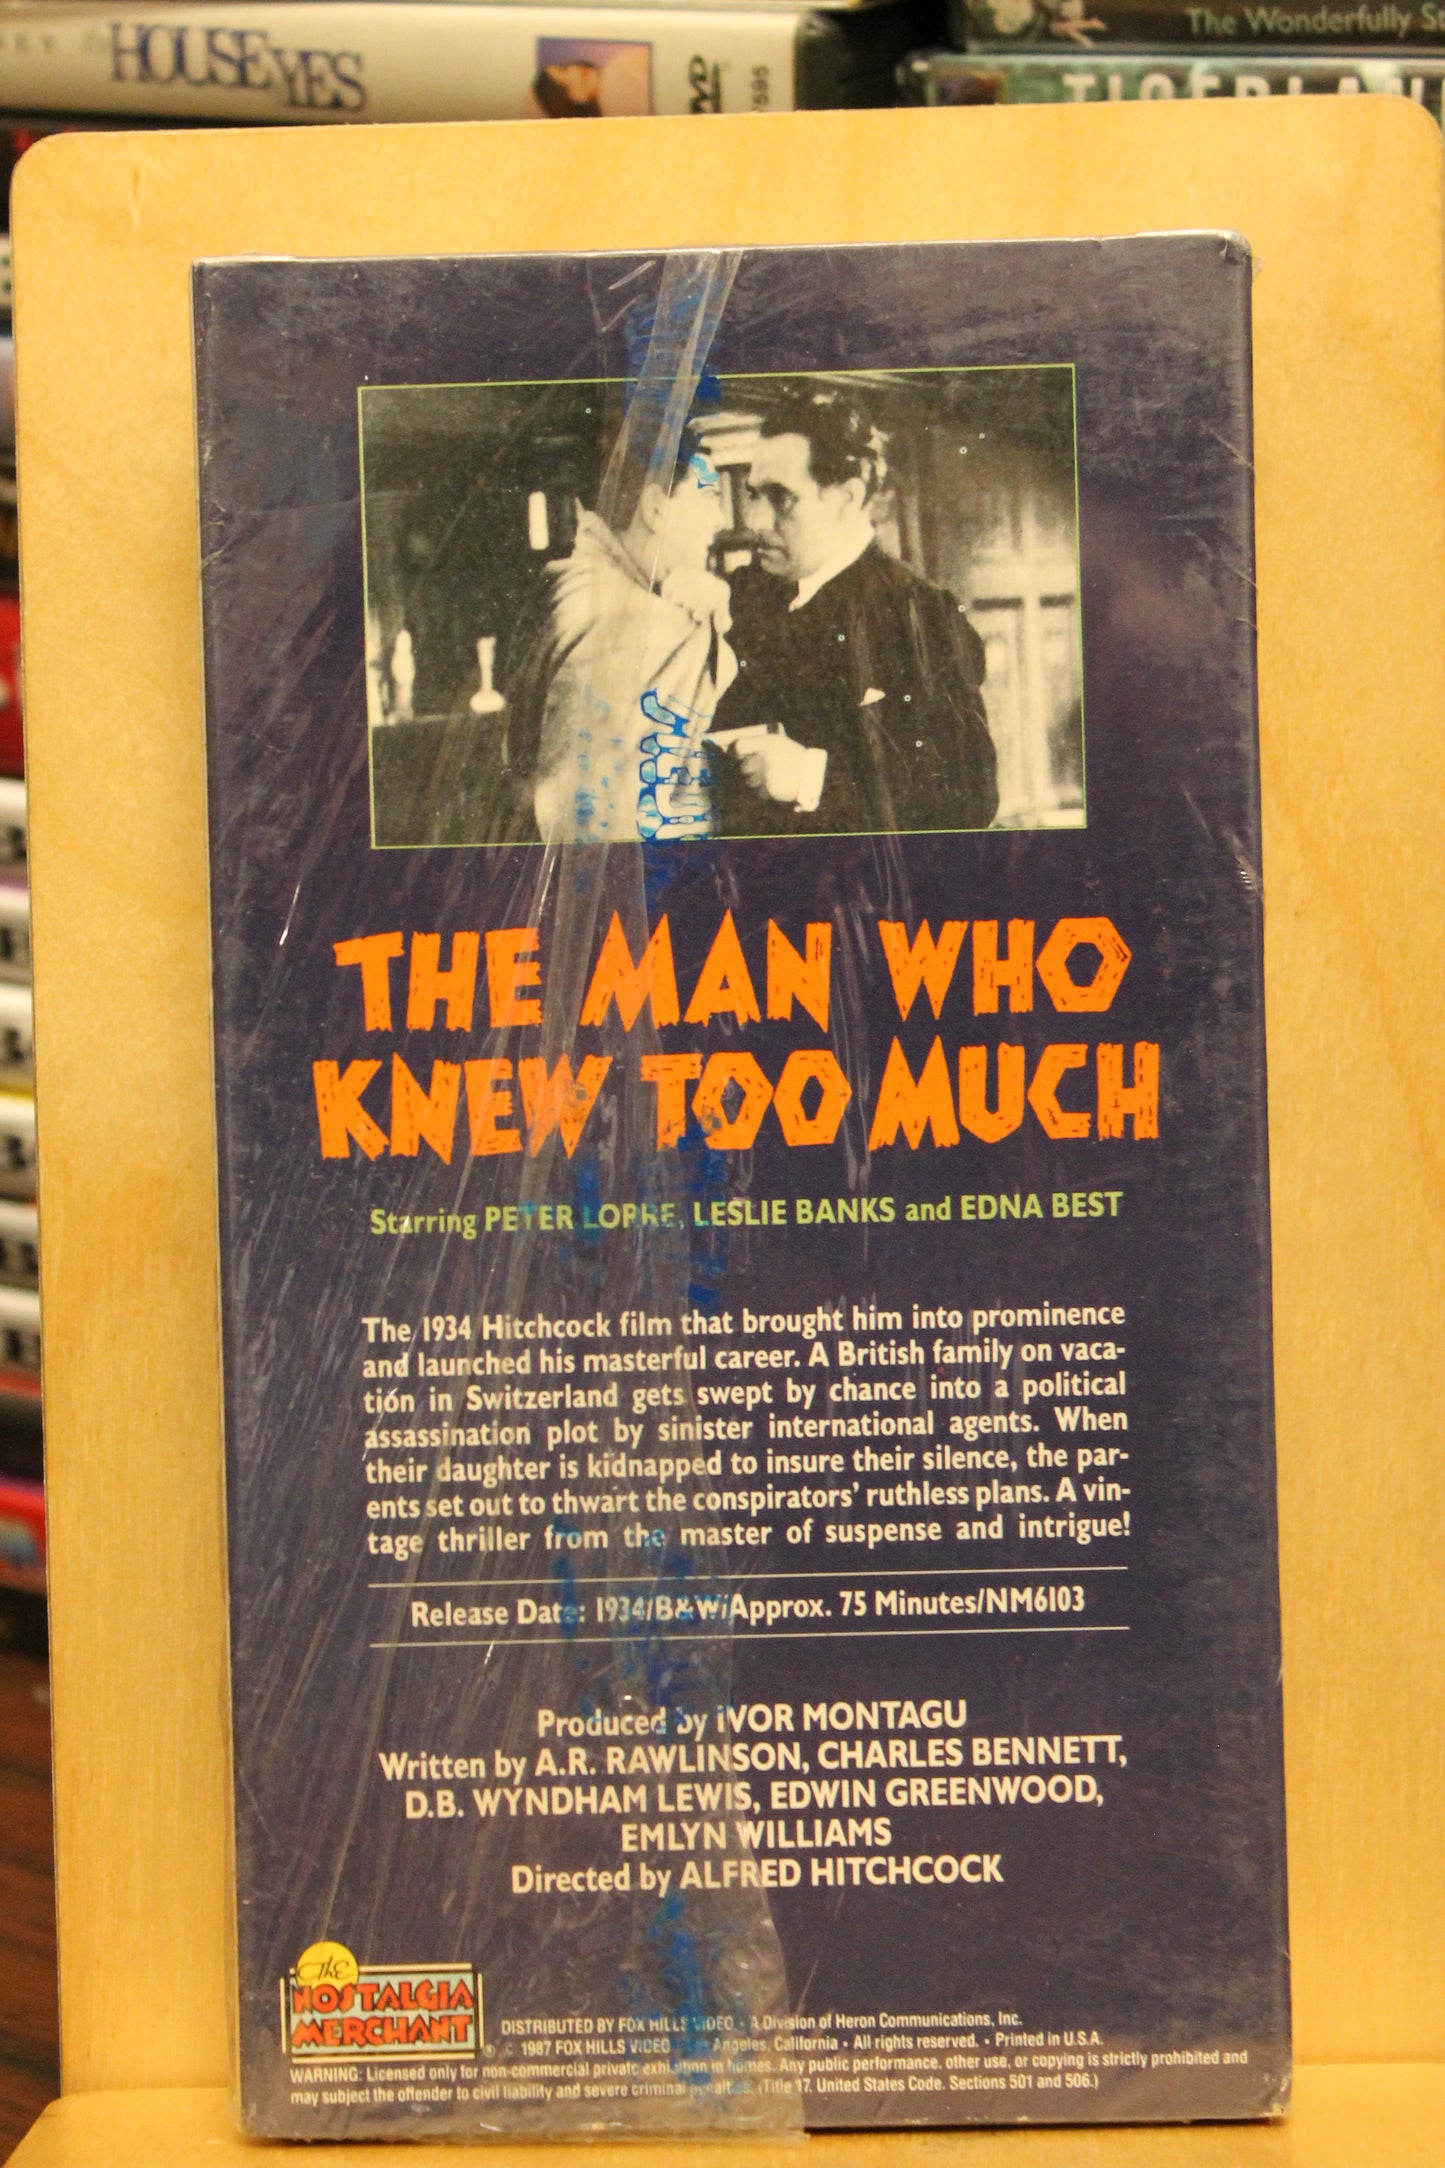 HOUSE YES
DVD
7595
The Wonderfully
THE MAN WHO
KNEW TOO MUCH
Starring PETER LORRE, LESLIE BANKS and EDNA BEST
The 1934 Hitchcock film that brought him into prominence
and launched his masterful career. A British family on vaca-
tion in Switzerland gets swept by chance into a political
assassination plot by sinister international agents. When
their daughter is kidnapped to insure their silence, the par-
ents set out to thwart the conspirators' ruthless plans. A vin-
tage thriller from the master of suspense and intrigue!
Release Date: 1934/B&W/Approx. 75 Minutes/NM6103
Produced by IVOR MONTAGU
Written by A.R. RAWLINSON, CHARLES BENNETT,
D.B. WYNDHAM LEWIS, EDWIN GREENWOOD,
EMLYN WILLIAMS
Directed by ALFRED HITCHCOCK
The
NOSTALGIA
MERCHANT
DISTRIBUTED BY FOX HILLS VIDEO • A Division of Heron Communications, Inc.
© 1987 FOX HILLS VIDEO Los Angeles, California • All rights reserved. • Printed in U.S.A.
WARNING: Licensed only for non-commercial private exhibition in homes. Any public performance, other use, or copying is strictly prohibited and
may subject the offender to civil liability and severe criminal penalties. (Title 17, United States Code, Sections 501 and 506.)